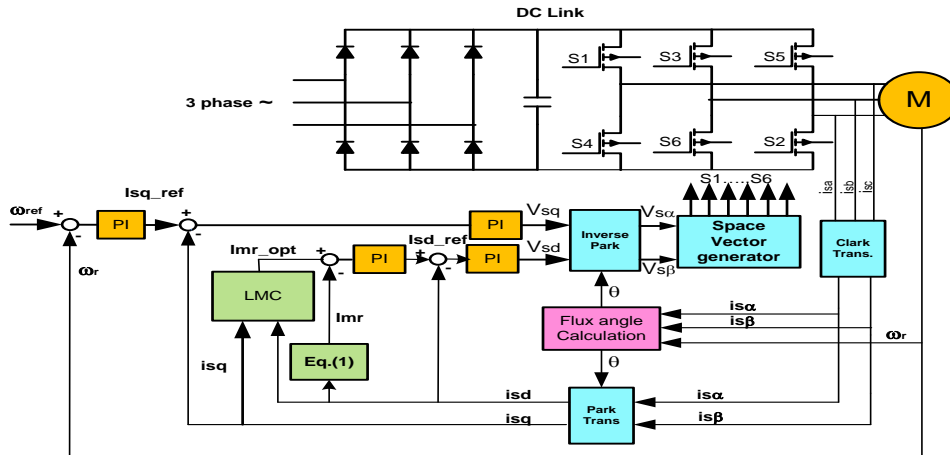 DC Link
S1
S3
S5
3 phase ~
M
S4
S6
S2
S1.....S6
isa
isb
isc
Isq_ref
ωref
+
-
PI
+
-
PI
Vsq
Vsα
Inverse
Park
Space
Vector
generator
Clark
Trans.
Isd_ref
Imr_opt
+
-
PI
+
-
PI
Vsd
Vsβ
ωr
LMC
Imr
θ
Flux angle
Calculation
isα
isβ
ωr
Eq.(1)
isq
θ
isd
isq
Park
Trans
isα
isβ
ωr